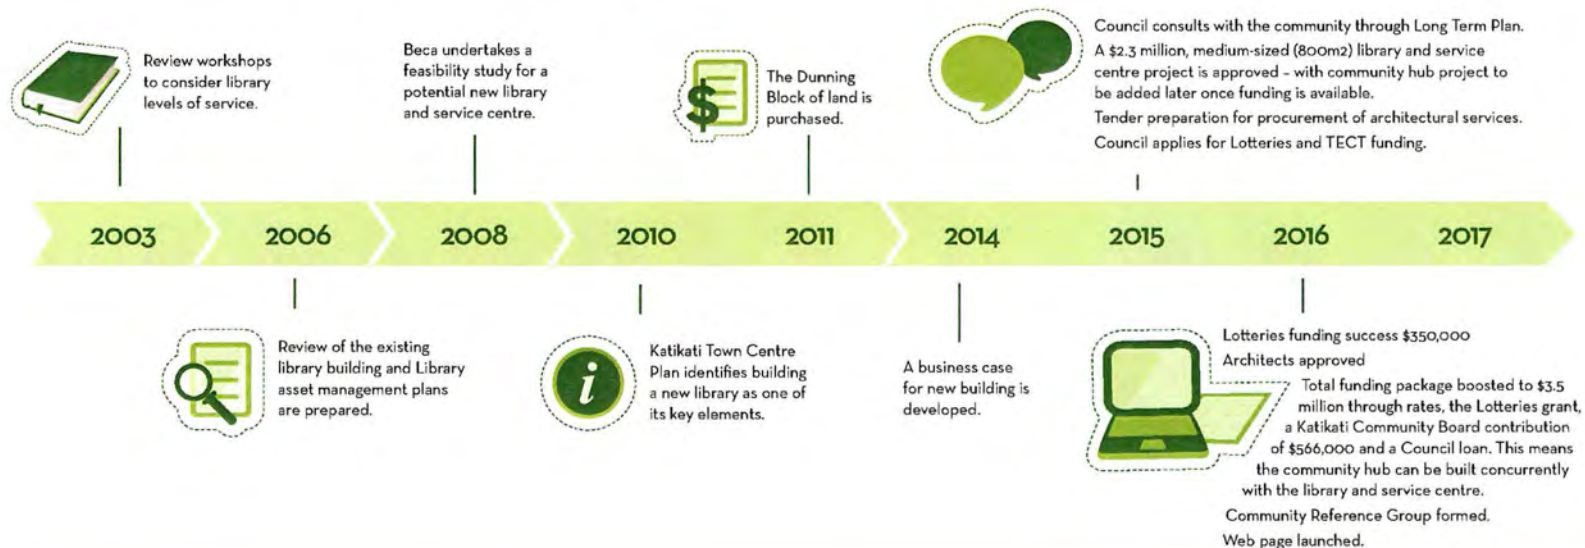 Review workshops
to consider library
levels of service.
Beca undertakes a
feasibility study for a
potential new library
and service centre.
$
The Dunning
Block of land is
purchased.
Council consults with the community through Long Term Plan.
A $2.3 million, medium-sized (800m2) library and service
centre project is approved – with community hub project to
be added later once funding is available.
Tender preparation for procurement of architectural services.
Council applies for Lotteries and TECT funding.
2003
2006
2008
2010
2011
2014
2015
2016
2017
Review of the existing
library building and Library
asset management plans
are prepared.
i
Katikati Town Centre
Plan identifies building
a new library as one of
its key elements.
A business case
for new building is
developed.
Lotteries funding success $350,000
Architects approved
Total funding package boosted to $3.5
million through rates, the Lotteries grant,
a Katikati Community Board contribution
of $566,000 and a Council loan. This means
the community hub can be built concurrently
with the library and service centre.
Community Reference Group formed.
Web page launched.